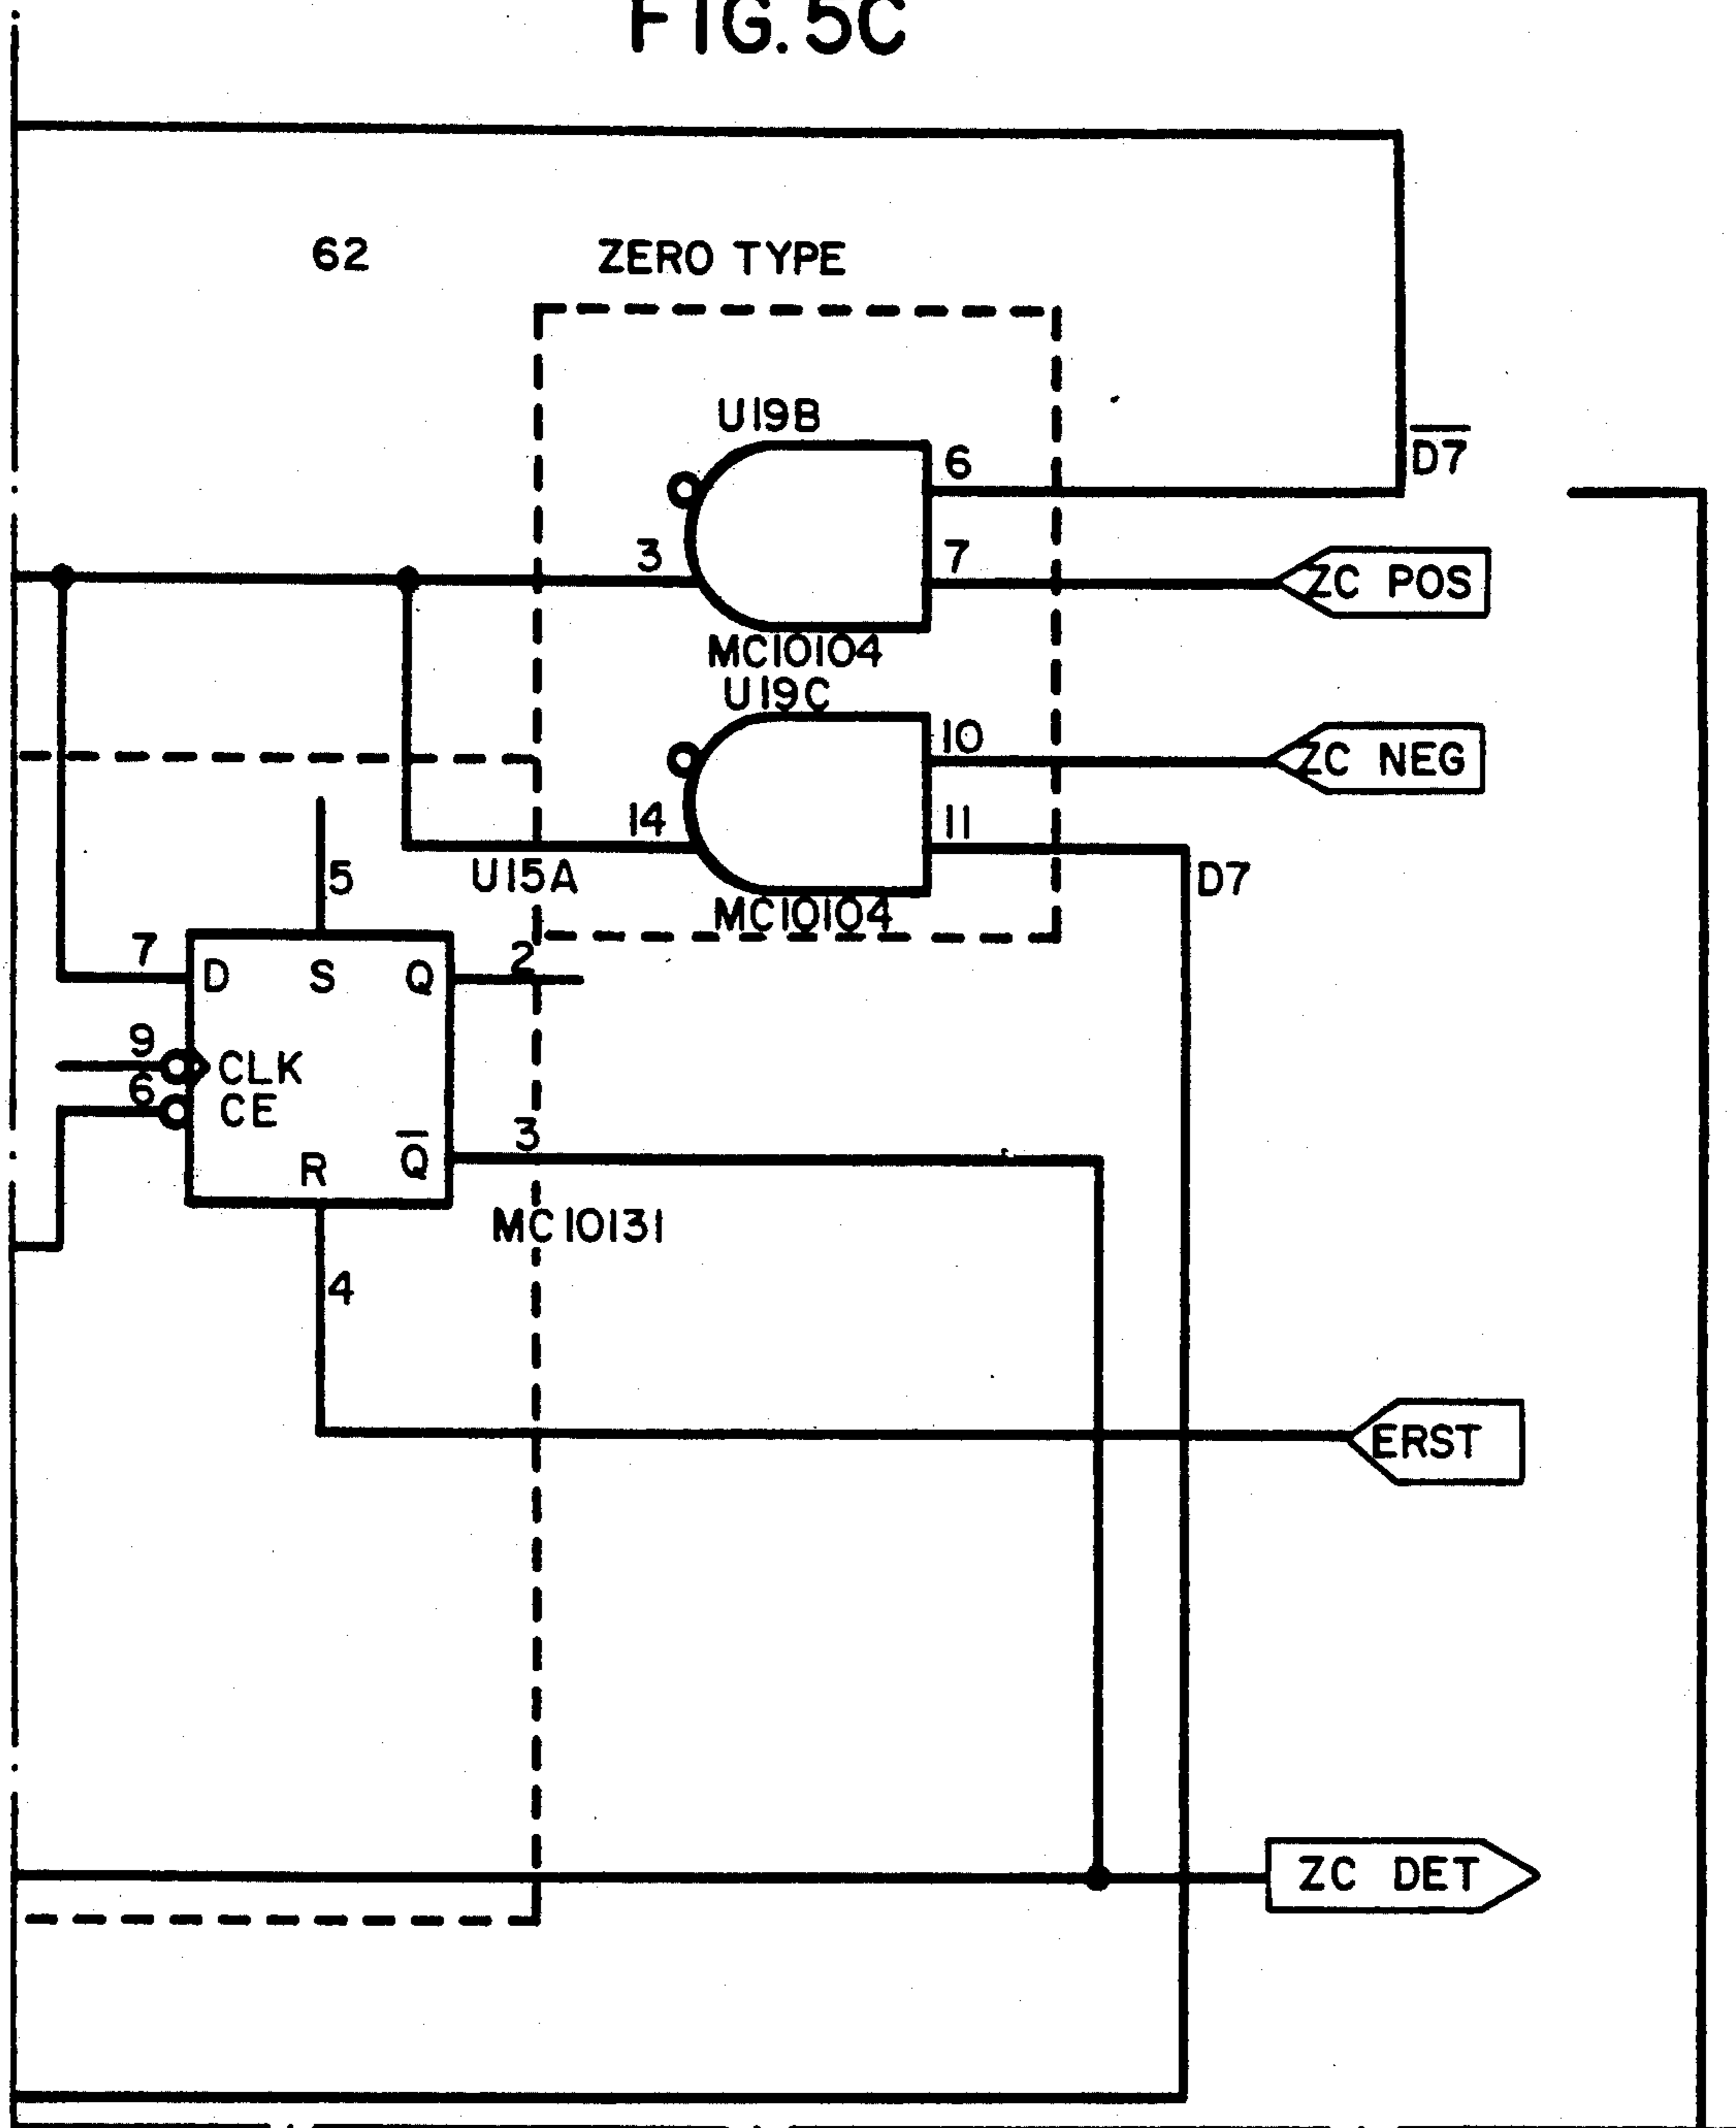 FIG. 5C
62
ZERO TYPE
U19B
6
D7
3
7
ZC POS
MC10104
U19C
10
ZC NEG
14
11
5
U15A
D7
MC10104
7
2
D S Q
9
CLK
6
CE
3
R Q
MC10131
4
ERST
ZC DET